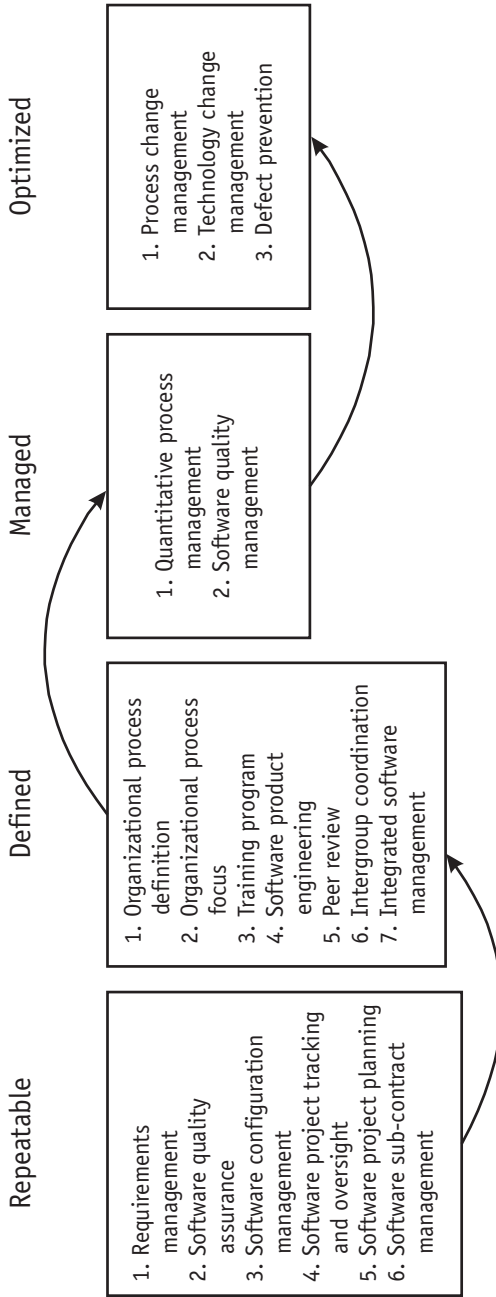 Repeatable
1. Requirements
management
2. Software quality
assurance
3. Software configuration
management
4. Software project tracking
and oversight
5. Software project planning
6. Software sub-contract
management
Defined
1. Organizational process
definition
2. Organizational process
focus
3. Training program
4. Software product
engineering
5. Peer review
6. Intergroup coordination
7. Integrated software
management
Managed
1. Quantitative process
management
2. Software quality
management
Optimized
1. Process change
management
2. Technology change
management
3. Defect prevention